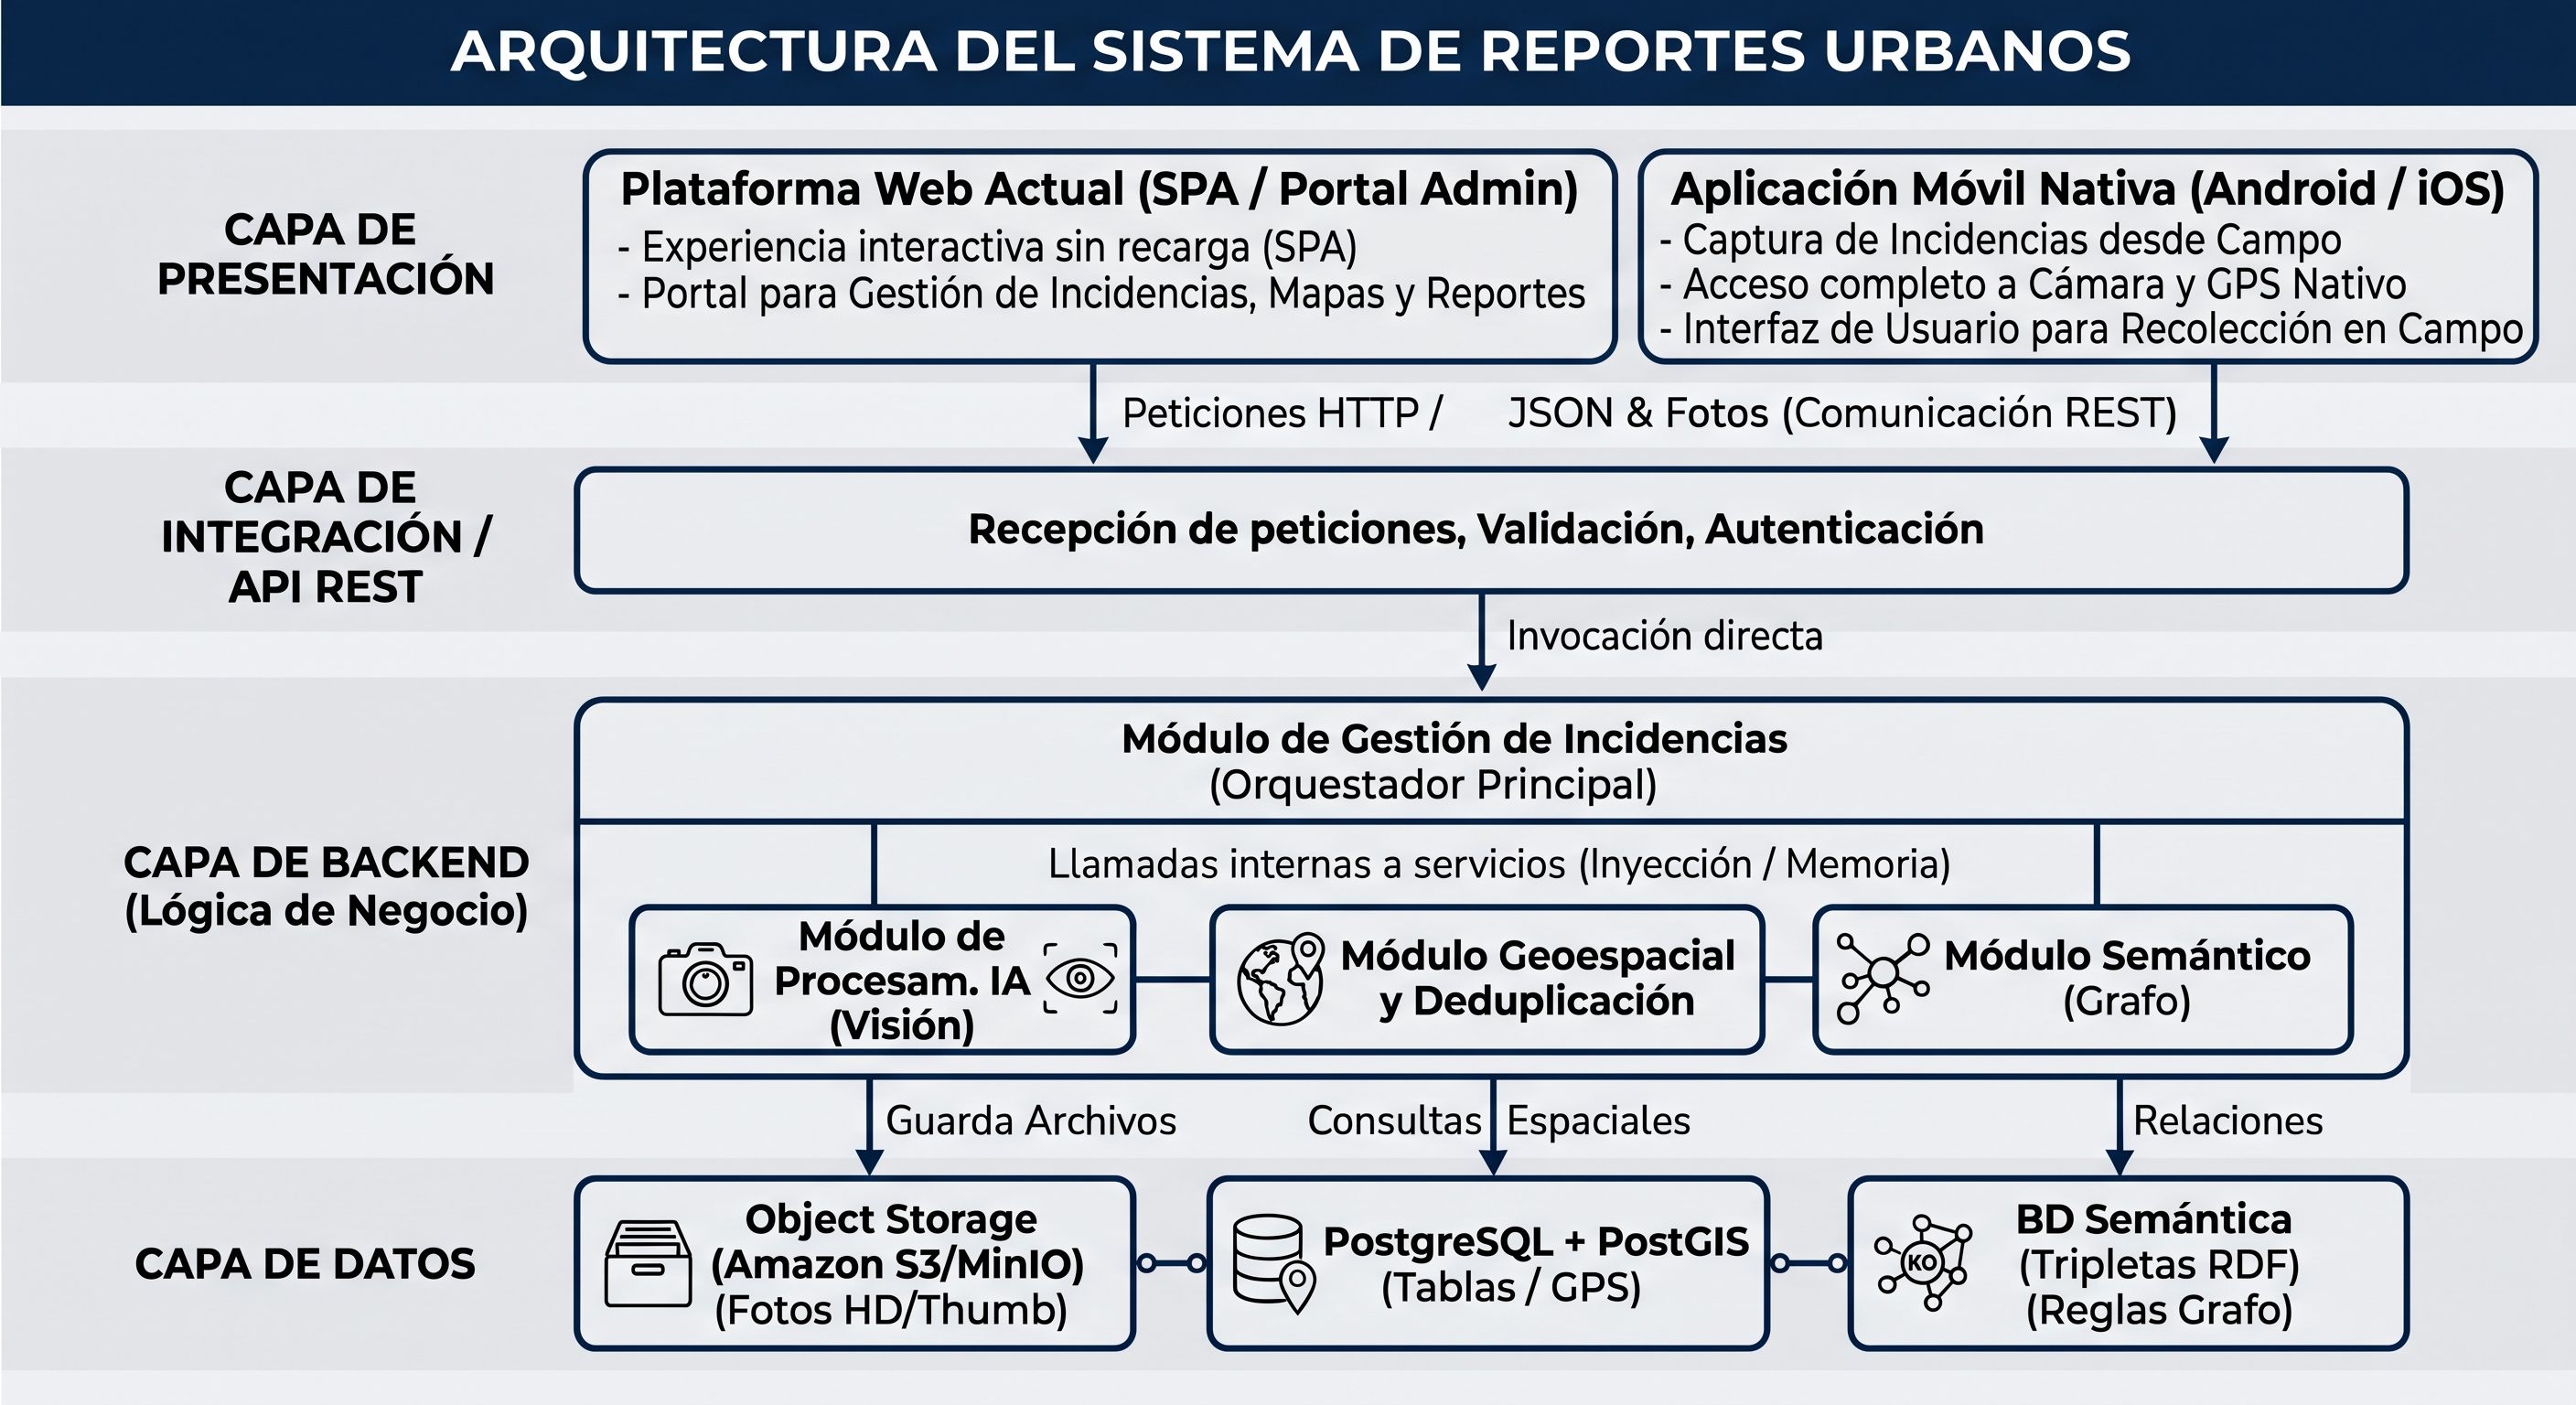 ARQUITECTURA DEL SISTEMA DE REPORTES URBANOS
CAPA DE
PRESENTACIÓN
Plataforma Web Actual (SPA / Portal Admin)
- Experiencia interactiva sin recarga (SPA)
- Portal para Gestión de Incidencias, Mapas y Reportes
Aplicación Móvil Nativa (Android / iOS)
- Captura de Incidencias desde Campo
- Acceso completo a Cámara y GPS Nativo
- Interfaz de Usuario para Recolección en Campo
Peticiones HTTP / JSON & Fotos (Comunicación REST)
CAPA DE
INTEGRACIÓN /
API REST
Recepción de peticiones, Validación, Autenticación
Invocación directa
CAPA DE BACKEND
(Lógica de Negocio)
Módulo de Gestión de Incidencias
(Orquestador Principal)
Llamadas internas a servicios (Inyección / Memoria)
Módulo de
Procesam. IA
(Visión)
Módulo Geoespacial
y Deduplicación
Módulo Semántico
(Grafo)
Guarda Archivos
Consultas Espaciales
Relaciones
CAPA DE DATOS
Object Storage
(Amazon S3/MinIO)
(Fotos HD/Thumb)
PostgreSQL + PostGIS
(Tablas / GPS)
KO
BD Semántica
(Tripletas RDF)
(Reglas Grafo)